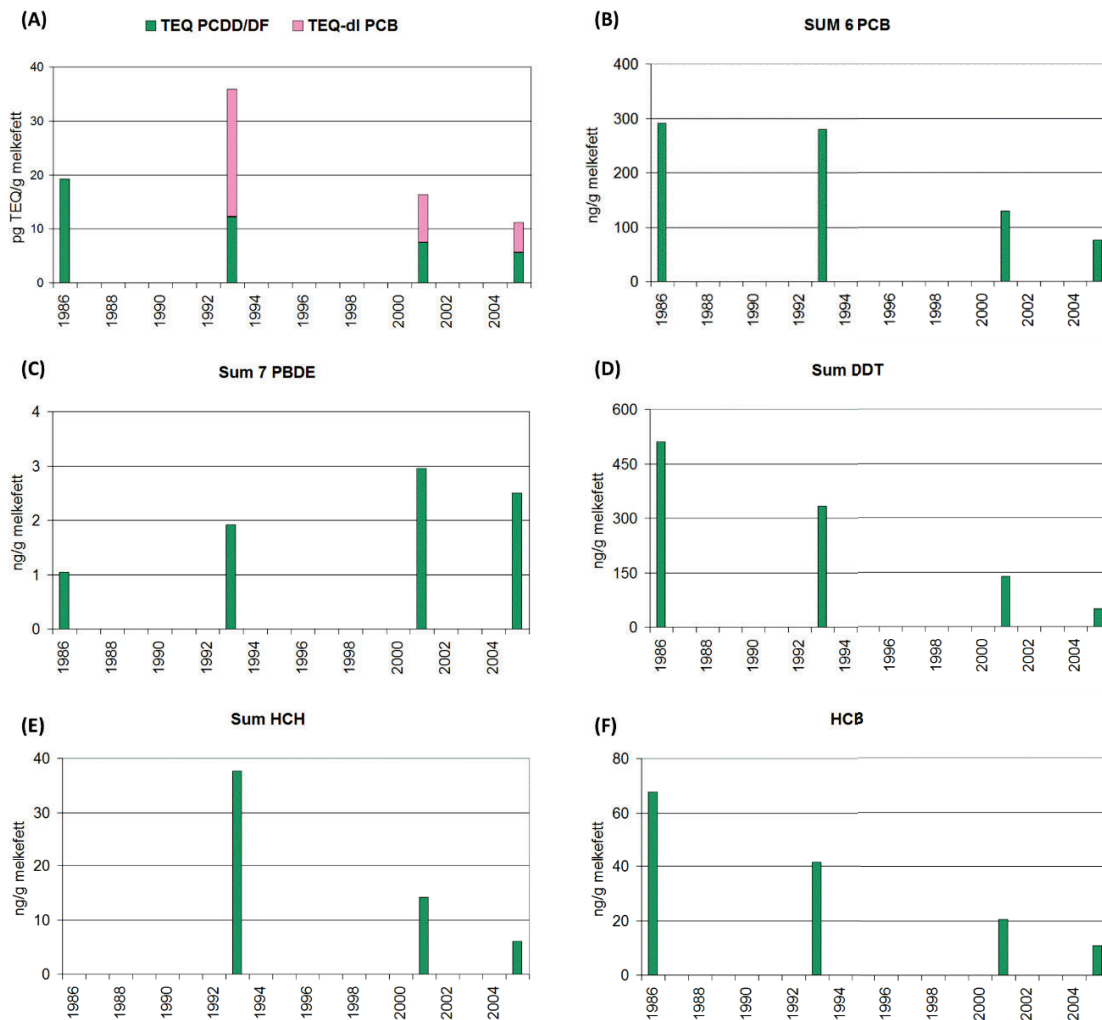 (A)
TEQ PCDD/DF TEQ-dl PCB
pg TEQ/g melkefett
40
30
20
10
0
1986 1988 1990 1992 1994 1996 1998 2000 2002 2004
(B)
SUM 6 PCB
ng/g melkefett
400
300
200
100
0
1986 1988 1990 1992 1994 1996 1998 2000 2002 2004
(C)
Sum 7 PBDE
ng/g melkefett
4
3
2
1
0
1986 1988 1990 1992 1994 1996 1998 2000 2002 2004
(D)
Sum DDT
ng/g melkefett
600
450
300
150
0
1986 1988 1990 1992 1994 1996 1998 2000 2002 2004
(E)
Sum HCH
ng/g melkefett
40
30
20
10
0
1986 1988 1990 1992 1994 1996 1998 2000 2002 2004
(F)
HCB
ng/g melkefett
80
60
40
20
0
1986 1988 1990 1992 1994 1996 1998 2000 2002 2004